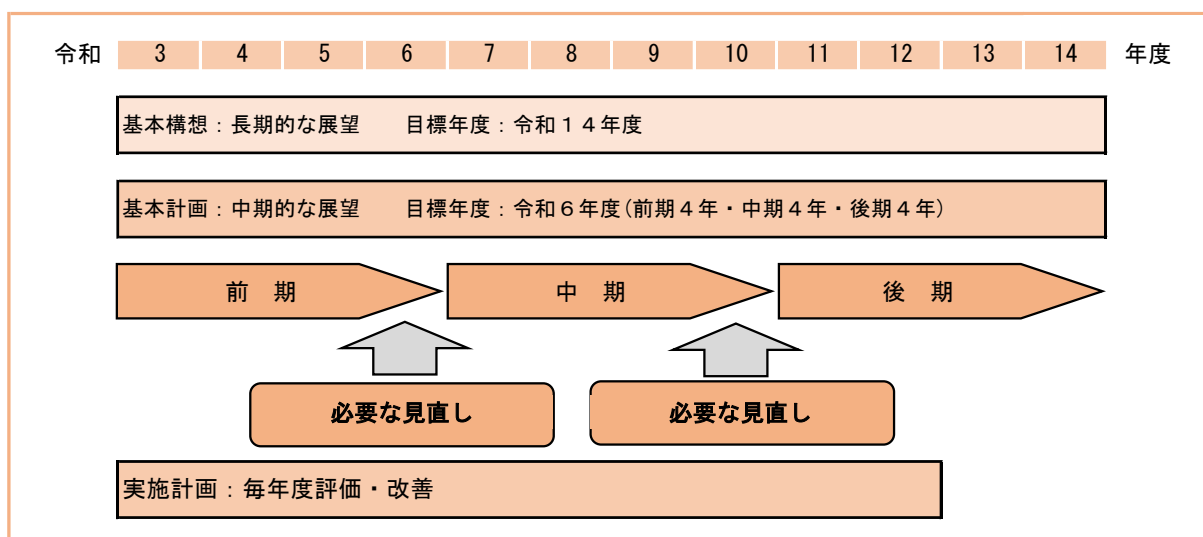 令和 3 4 5 6 7 8 9 10 11 12 13 14 年度
基本構想：長期的な展望　　目標年度：令和１４年度
基本計画：中期的な展望　　目標年度：令和６年度(前期４年・中期４年・後期４年)
前　期 中　期 後　期
必要な見直し 必要な見直し
実施計画：毎年度評価・改善